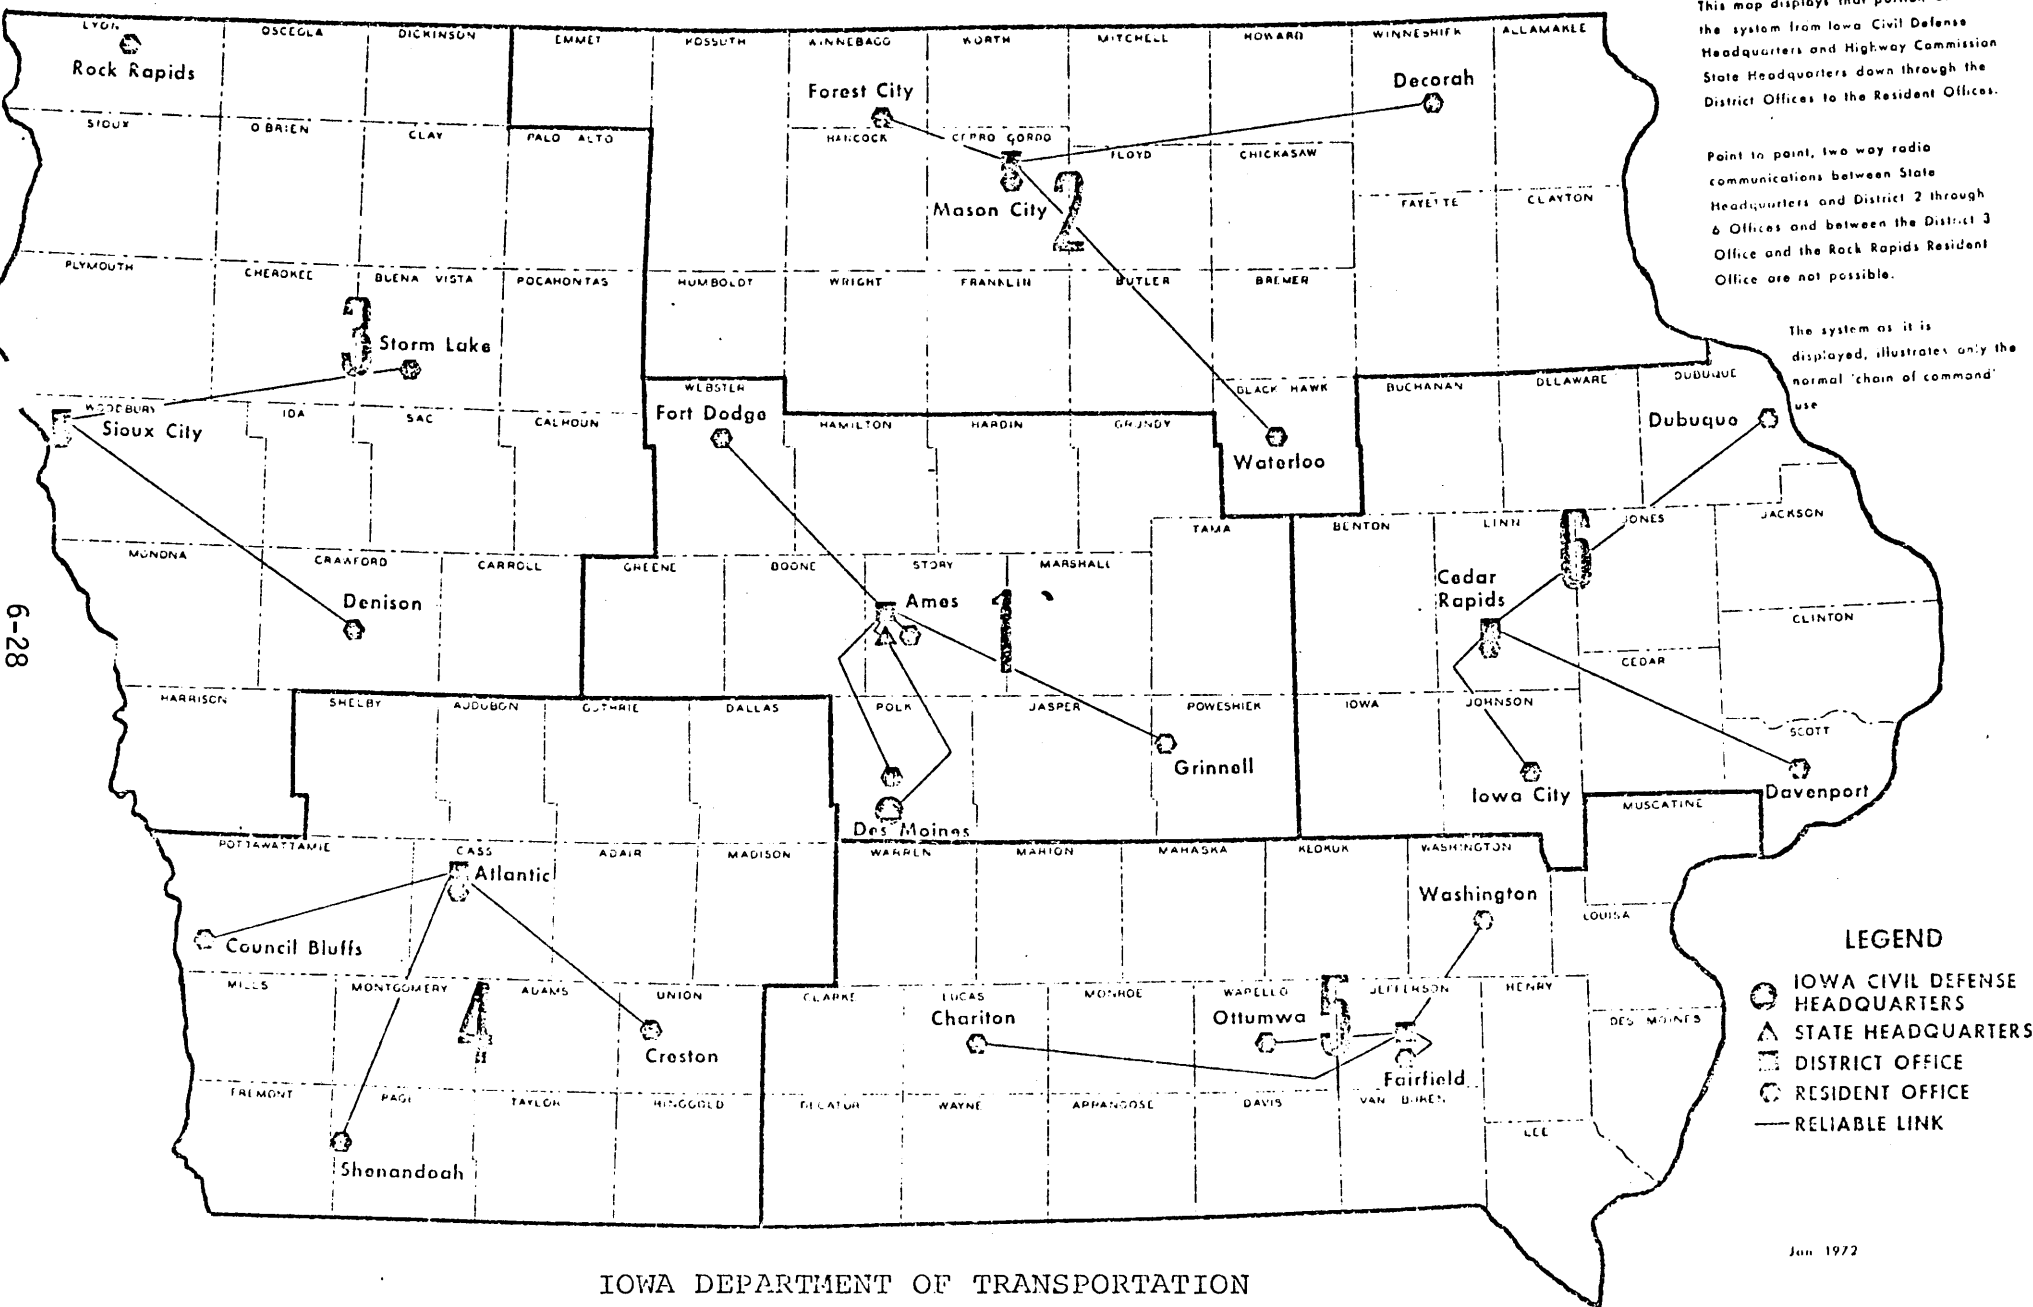 This map displays that portion
the system from Iowa Civil Defense
Headquarters and Highway Commission
State Headquarters down through the
District Offices to the Resident Offices.
Point to point, two way radio
communications between State
Headquarters and District 2 through
6 Offices and between the District 3
Office and the Rock Rapids Resident
Office are not possible.
The system as it is
displayed, illustrates only the
normal 'chain of command'
use
LYON
OSCEOLA
DICKINSON
EMMET
KOSSUTH
WINNEBAGO
WORTH
MITCHELL
HOWARD
WINNESHIEK
ALLAMAKEE
Rock Rapids
Forest City
Decorah
SIOUX
O'BRIEN
CLAY
PALO ALTO
HANCOCK
CERRO GORDO
FLOYD
CHICKASAW
Mason City
2
FAYETTE
CLAYTON
PLYMOUTH
CHEROKEE
BUENA VISTA
POCAHONTAS
HUMBOLDT
WRIGHT
FRANKLIN
BUTLER
BREMER
3
Storm Lake
WOODBURY
Sioux City
IDA
SAC
CALHOUN
WEBSTER
Fort Dodge
HAMILTON
HARDIN
GRUNDY
BLACK HAWK
Waterloo
BUCHANAN
DELAWARE
DUBUQUE
Dubuque
MONONA
CRAWFORD
CARROLL
GREENE
BOONE
STORY
MARSHALL
TAMA
BENTON
LINN
6
JONES
JACKSON
Denison
Ames
1
Cedar
Rapids
CLINTON
CEDAR
6-28
HARRISON
SHELBY
AUDUBON
GUTHRIE
DALLAS
POLK
JASPER
POWESHIEK
IOWA
JOHNSON
SCOTT
Grinnell
Iowa City
Davenport
Des Moines
MUSCATINE
POTTAWATTAMIE
CASS
ADAIR
MADISON
WARREN
MARION
MAHASKA
KEOKUK
WASHINGTON
Atlantic
Washington
LOUISA
Council Bluffs
MILLS
MONTGOMERY
4
ADAMS
UNION
CLARKE
LUCAS
MONROE
WAPELLO
5
JEFFERSON
HENRY
DES MOINES
Chariton
Ottumwa
Creston
Fairfield
FREMONT
PAGE
TAYLOR
RINGGOLD
DECATUR
WAYNE
APPANOOSE
DAVIS
VAN BUREN
LEE
Shenandoah
LEGEND
IOWA CIVIL DEFENSE
HEADQUARTERS
STATE HEADQUARTERS
DISTRICT OFFICE
RESIDENT OFFICE
RELIABLE LINK
Jan 1972
IOWA DEPARTMENT OF TRANSPORTATION